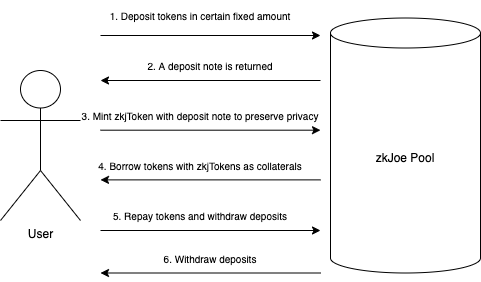 1. Deposit tokens in certain fixed amount
2. A deposit note is returned
3. Mint zkjToken with deposit note to preserve privacy
zkJoe Pool
4. Borrow tokens with zkjTokens as collaterals
5. Repay tokens and withdraw deposits
User
6. Withdraw deposits